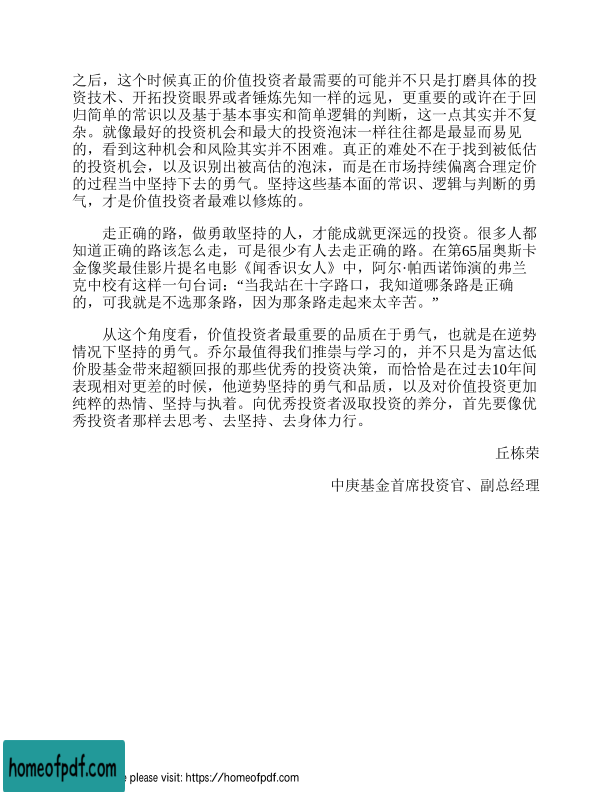 之后，这个时候真正的价值投资者最需要的可能并不只是打磨具体的投
资技术、开拓投资眼界或者锤炼先知一样的远见，更重要的或许在于回
归简单的常识以及基于基本事实和简单逻辑的判断，这一点其实并不复
杂。就像最好的投资机会和最大的投资泡沫一样往往都是最显而易见
的，看到这种机会和风险其实并不困难。真正的难处不在于找到被低估
的投资机会，以及识别出被高估的泡沫，而是在市场持续偏离合理定价
的过程当中坚持下去的勇气。坚持这些基本面的常识、逻辑与判断的勇
气，才是价值投资者最难以修炼的。
走正确的路，做勇敢坚持的人，才能成就更深远的投资。很多人都
知道正确的路该怎么走，可是很少有人去走正确的路。在第65届奥斯卡
金像奖最佳影片提名电影《闻香识女人》中，阿尔·帕西诺饰演的弗兰
克中校有这样一句台词：“当我站在十字路口，我知道哪条路是正确
的，可我就是不选那条路，因为那条路走起来太辛苦。”
从这个角度看，价值投资者最重要的品质在于勇气，也就是在逆势
情况下坚持的勇气。乔尔最值得我们推崇与学习的，并不只是为富达低
价股基金带来超额回报的那些优秀的投资决策，而恰恰是在过去10年间
表现相对更差的时候，他逆势坚持的勇气和品质，以及对价值投资更加
纯粹的热情、坚持与执着。向优秀投资者汲取投资的养分，首先要像优
秀投资者那样去思考、去坚持、去身体力行。
丘栋荣
中庚基金首席投资官、副总经理
homeofpdf.com
e please visit: https://homeofpdf.com